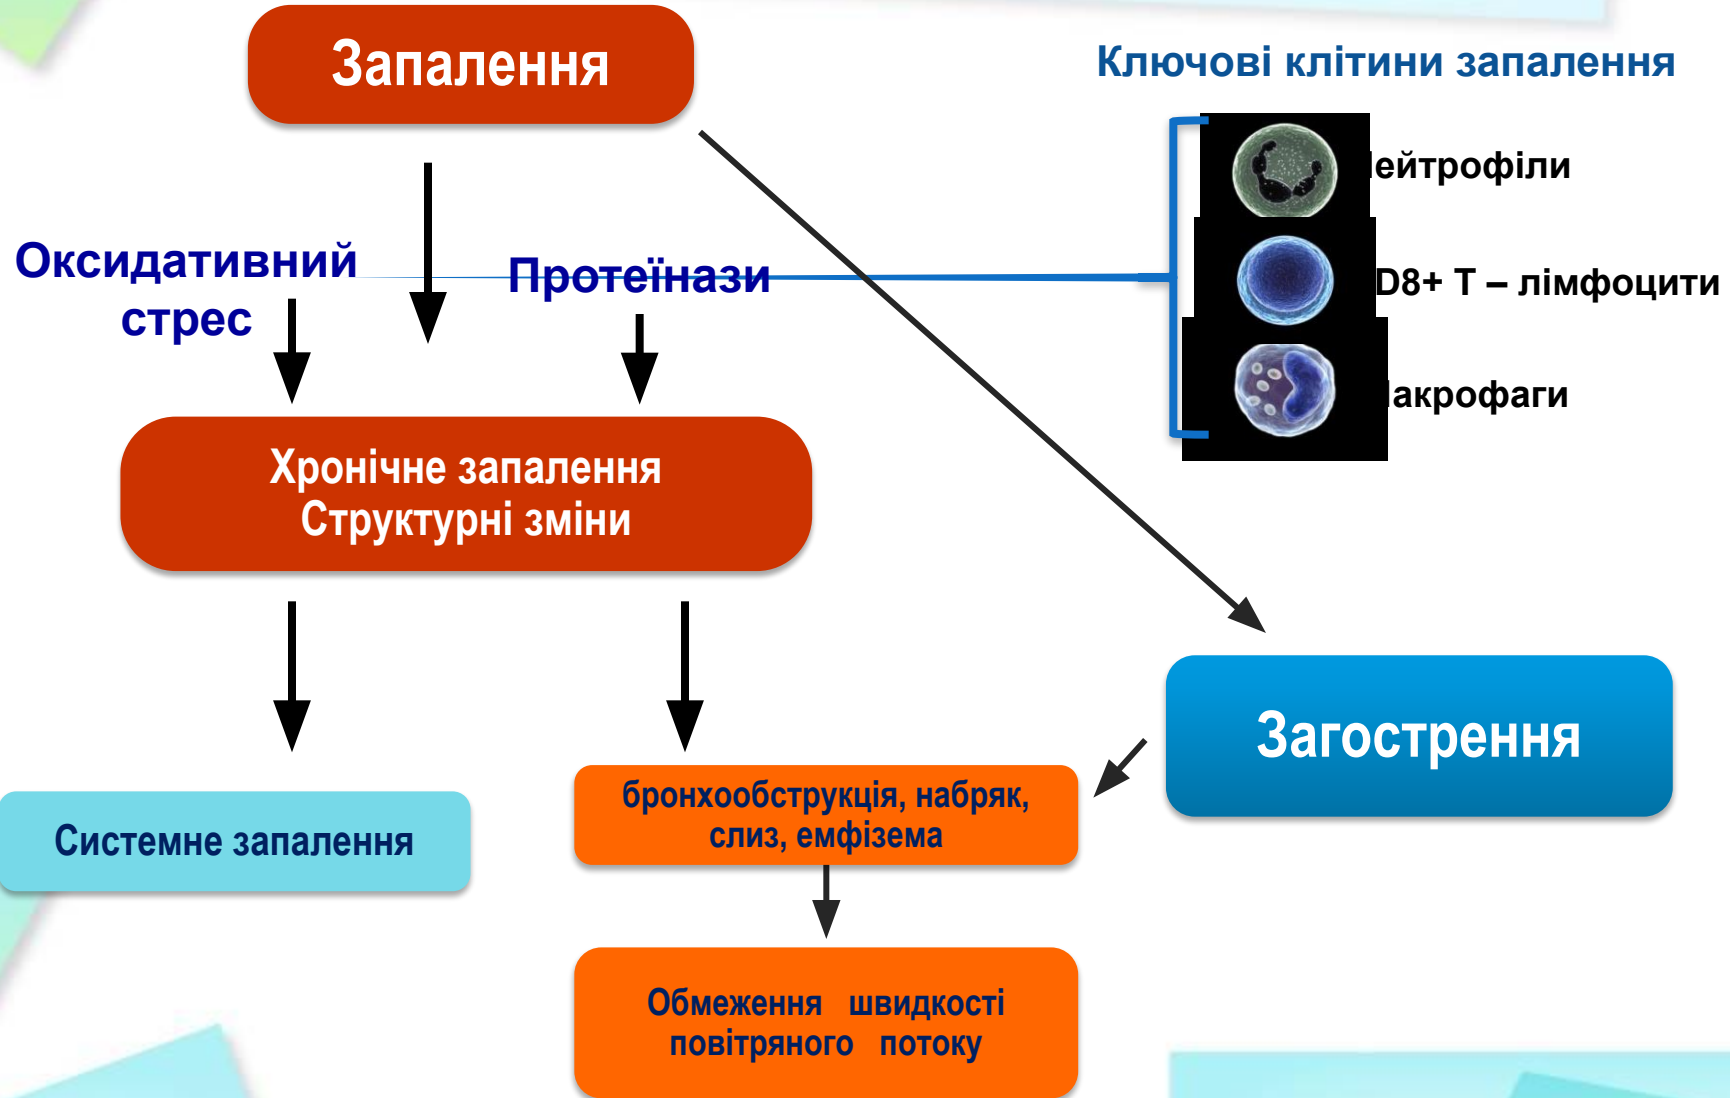 Запалення
Ключові клітини запалення
ейтрофіли
Оксидативний
стрес
Протеїнази
D8+ Т – лімфоцити
акрофаги
Хронічне запалення
Структурні зміни
Загострення
бронхообструкція, набряк,
слиз, емфізема
Системне запалення
Обмеження швидкості
повітряного потоку